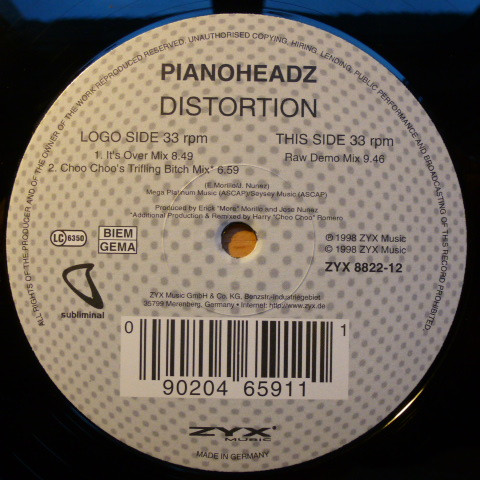 ALL RIGHTS OF THE PRODUCER AND OF THE OWNER OF THE WORK REPRODUCED RESERVED. UNAUTHORISED COPYING, HIRING, LENDING, PUBLIC PERFORMANCE AND BROADCASTING OF THIS RECORD PROHIBITED.
PIANOHEADZ
DISTORTION
LOGO SIDE 33 rpm
1. It's Over Mix 8:49
2. Choo Choo's Trifling Bitch Mix* 6:59
THIS SIDE 33 rpm
Raw Demo Mix 9.46
(E.Morillo/J. Nunez)
Mega Platinum Music (ASCAP)/Sayssy Music (ASCAP)
Produced by Erick "More" Morillo and Jose Nunez
*Additional Production & Remixed by Harry "Choo Choo" Romero
LC 6350
BIEM
GEMA
℗ 1998 ZYX Music
© 1998 ZYX Music
ZYX 8822-12
subliminal
ZYX Music GmbH & Co. KG, Benzstr.-Industriegebiet
35799 Merenberg, Germany • Internet: http://www.zyx.de
0 90204 65911 1
ZYX
MUSIC
MADE IN GERMANY